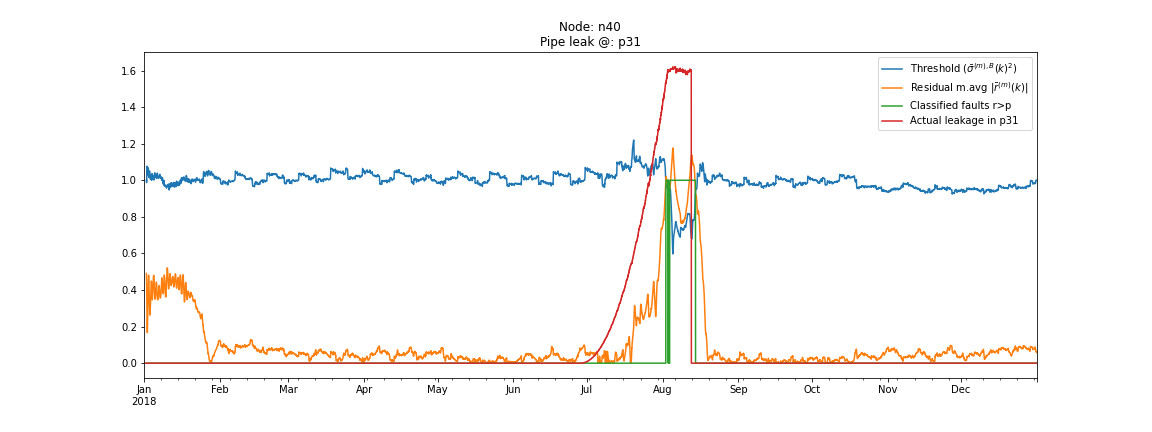 Node: n40
Pipe leak @: p31
Threshold (σ̄⁽ᵐ⁾,ᴮ(k)²)
Residual m.avg |r̄⁽ᵐ⁾(k)|
Classified faults r>p
Actual leakage in p31
1.6
1.4
1.2
1.0
0.8
0.6
0.4
0.2
0.0
Jan Feb Mar Apr May Jun Jul Aug Sep Oct Nov Dec
2018